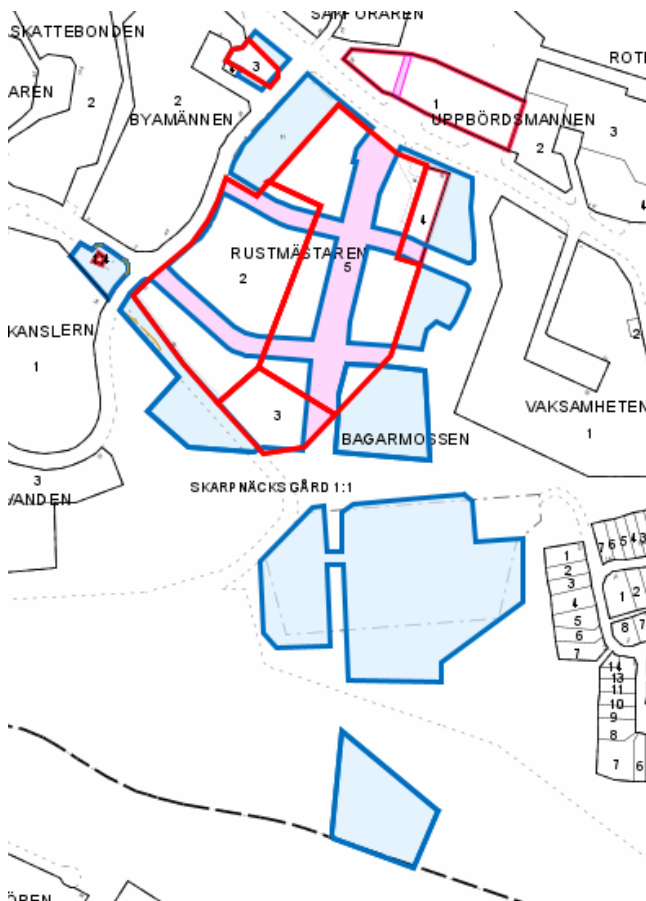 SAKFÖRAREN
SKATTEBONDEN
ROT
AREN
2
2
BYAMÄNNEN
3
1
UPPBÖRDSMANNEN
3
2
4
4
RUSTMÄSTAREN
5
2
KANSLERN
1
2
VAKSAMHETEN
1
3
BAGARMOSSEN
3
VANDEN
SKARPNÄCKS GÅRD 1:1
7 6 5 4 3
1
2
3
4
5
6
7
1 2
8 7
14
13
11
10
9
8
7 6